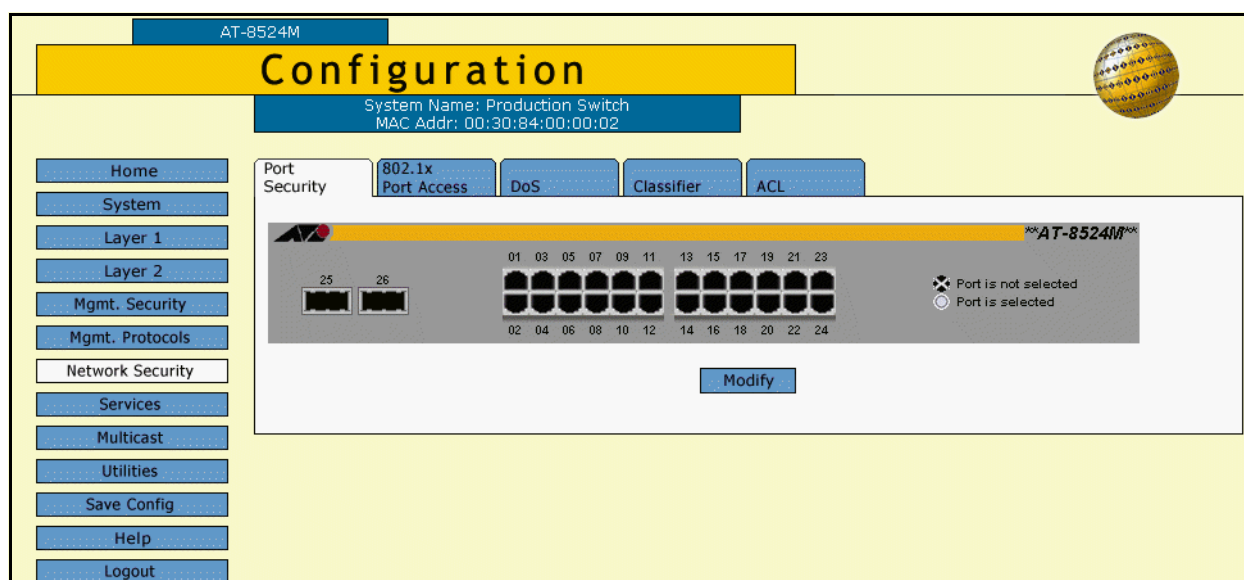 AT-8524M
Configuration
System Name: Production Switch
MAC Addr: 00:30:84:00:00:02
Home
System
Layer 1
Layer 2
Mgmt. Security
Mgmt. Protocols
Network Security
Services
Multicast
Utilities
Save Config
Help
Logout
Port Security
802.1x Port Access
DoS
Classifier
ACL
**AT-8524M**
25 26
01 03 05 07 09 11 13 15 17 19 21 23
02 04 06 08 10 12 14 16 18 20 22 24
Port is not selected
Port is selected
Modify